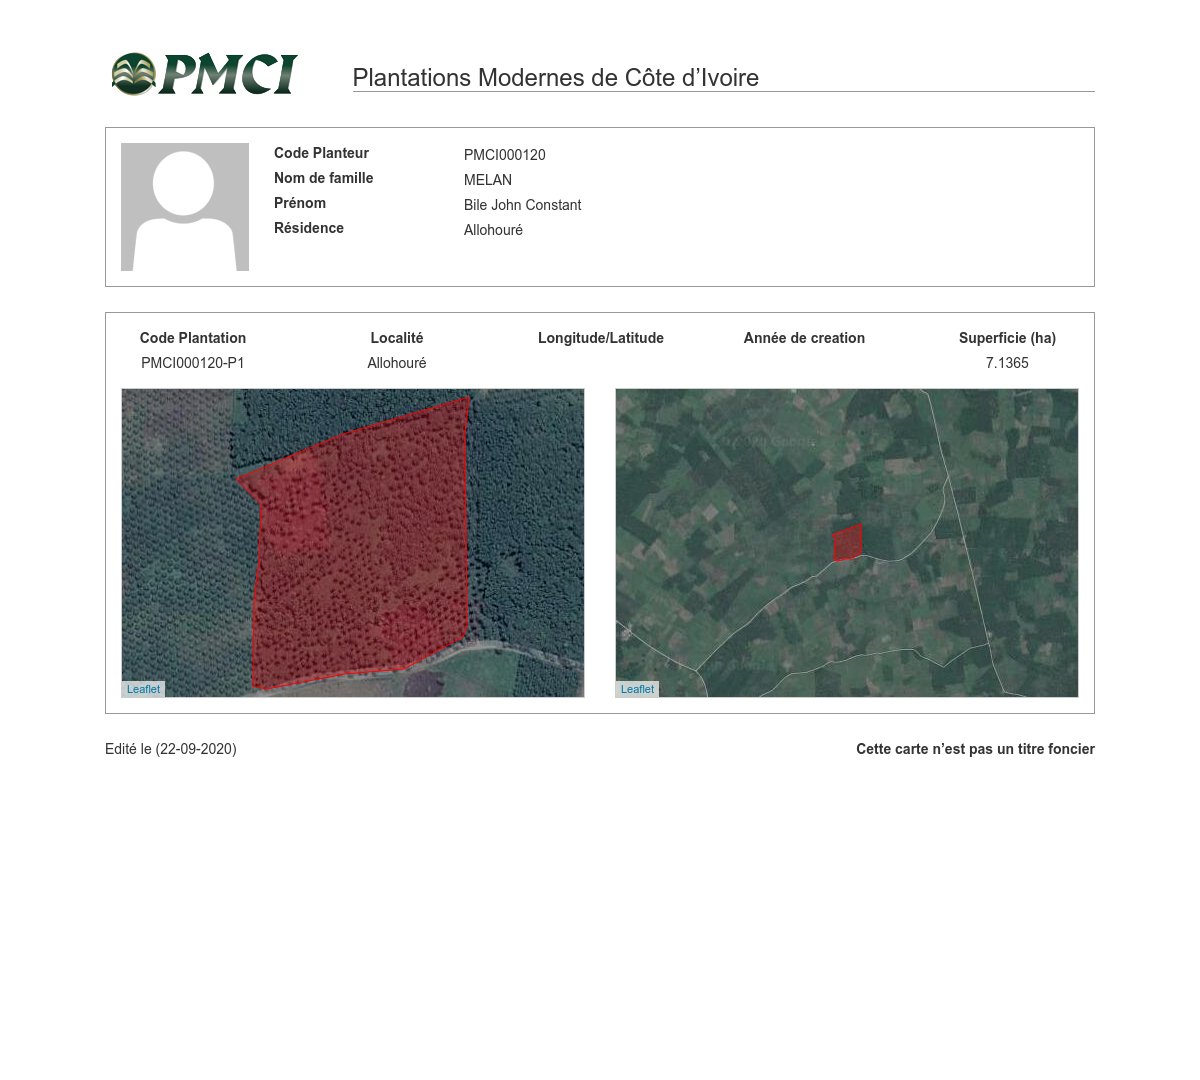 PMCI
Plantations Modernes de Côte d’Ivoire
Code Planteur PMCI000120
Nom de famille MELAN
Prénom Bile John Constant
Résidence Allohouré
Code Plantation Localité Longitude/Latitude Année de creation Superficie (ha)
PMCI000120-P1 Allohouré 7.1365
Leaflet Leaflet
Edité le (22-09-2020) Cette carte n’est pas un titre foncier